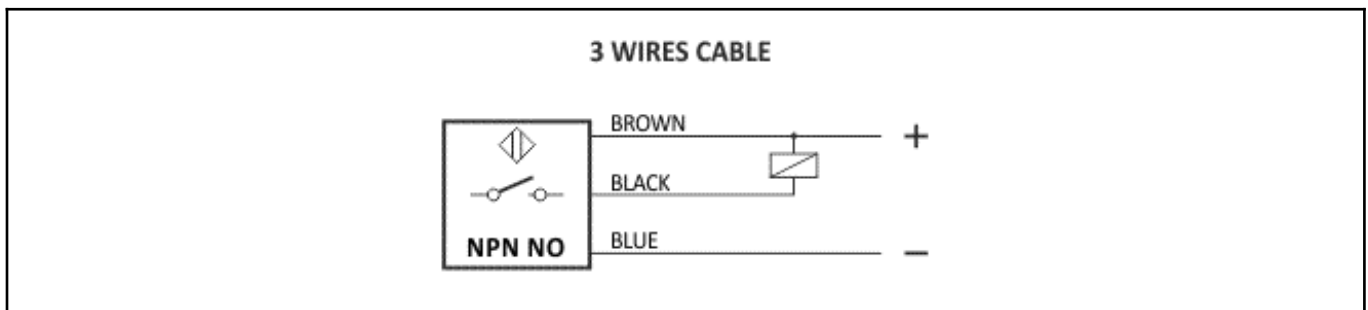 3 WIRES CABLE
BROWN
+
BLACK
NPN NO
BLUE
−